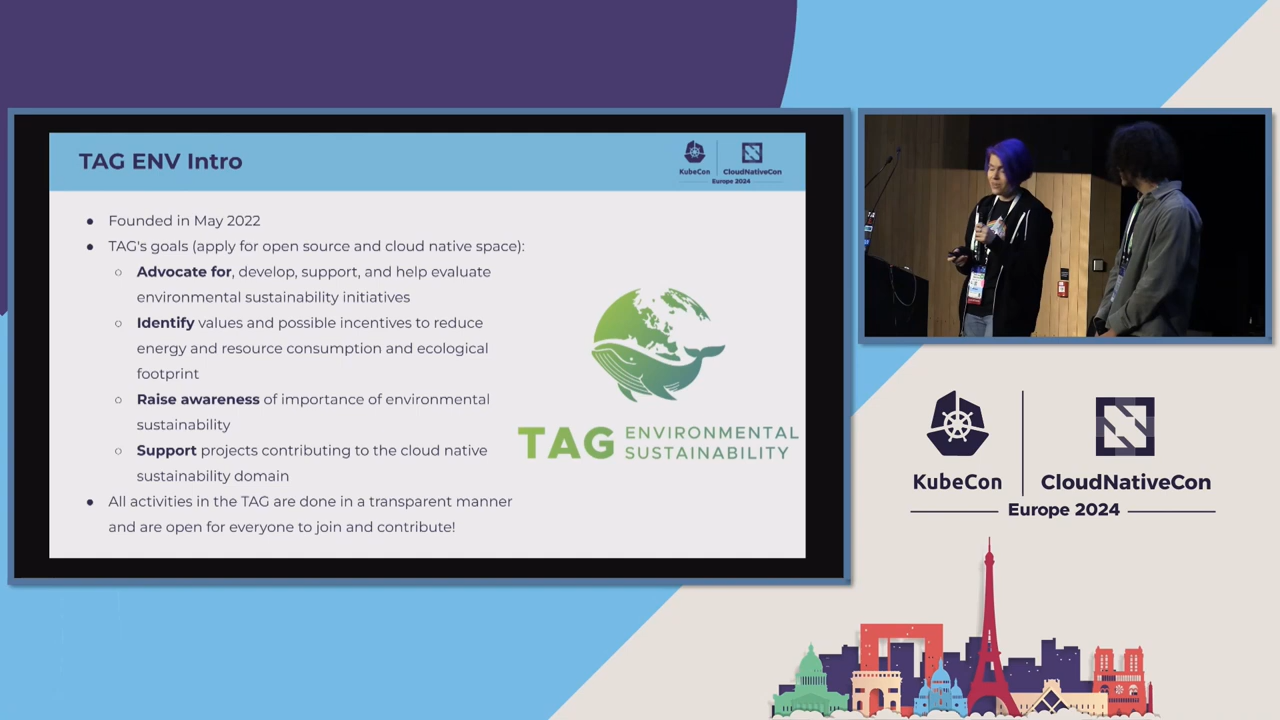 TAG ENV Intro
KubeCon
CloudNativeCon
Europe 2024
● Founded in May 2022
● TAG's goals (apply for open source and cloud native space):
○ Advocate for, develop, support, and help evaluate
environmental sustainability initiatives
○ Identify values and possible incentives to reduce
energy and resource consumption and ecological
footprint
○ Raise awareness of importance of environmental
sustainability
○ Support projects contributing to the cloud native
sustainability domain
● All activities in the TAG are done in a transparent manner
and are open for everyone to join and contribute!
TAG ENVIRONMENTAL
SUSTAINABILITY
KubeCon
CloudNativeCon
Europe 2024